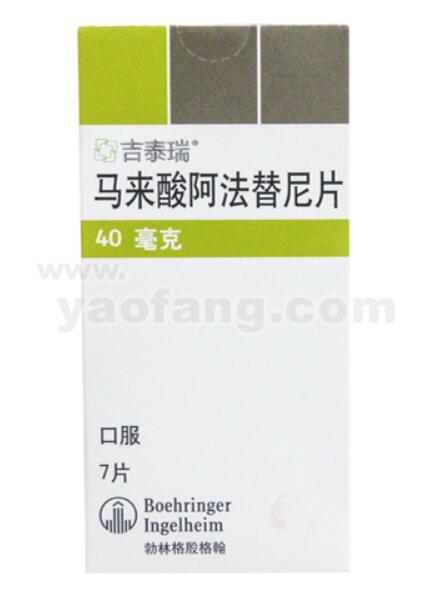 吉泰瑞®
马来酸阿法替尼片
40 毫克
www.
yaofang.com
口服
7片
Boehringer
Ingelheim
勃林格殷格翰